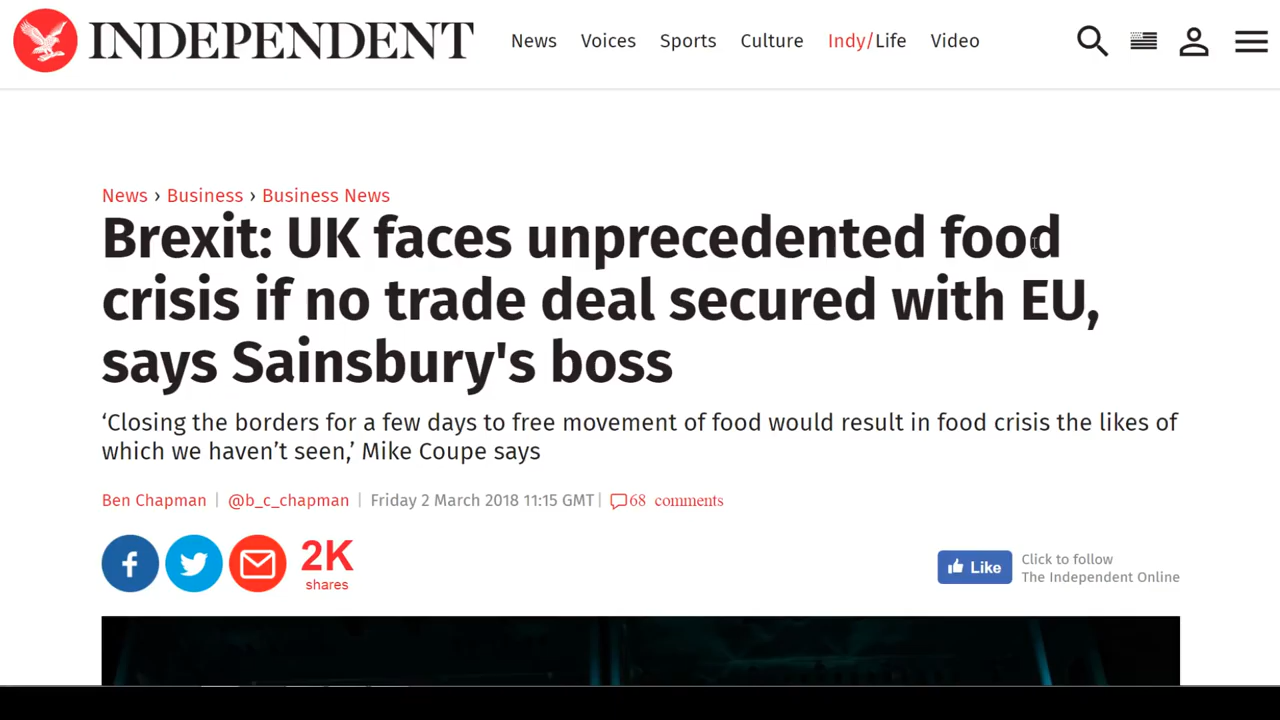 INDEPENDENT News Voices Sports Culture Indy/Life Video
News › Business › Business News
Brexit: UK faces unprecedented food
crisis if no trade deal secured with EU,
says Sainsbury's boss
‘Closing the borders for a few days to free movement of food would result in food crisis the likes of
which we haven’t seen,’ Mike Coupe says
Ben Chapman | @b_c_chapman | Friday 2 March 2018 11:15 GMT | 68 comments
2K
shares
Like
Click to follow
The Independent Online